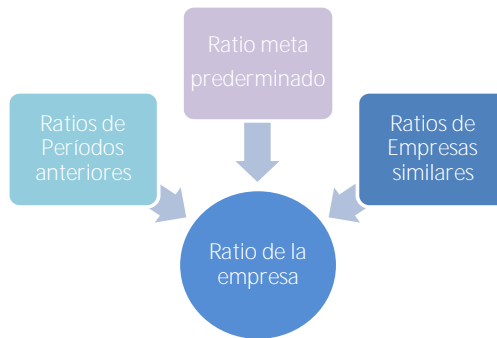 Ratio meta
prederminado
Ratios de
Períodos
anteriores
Ratios de
Empresas
similares
Ratio de la
empresa